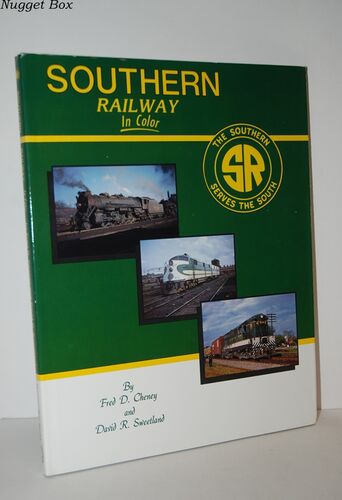 Nugget Box
SOUTHERN
RAILWAY
In Color
THE SOUTHERN
SR
SERVES THE SOUTH
By
Fred D. Cheney
and
David R. Sweetland